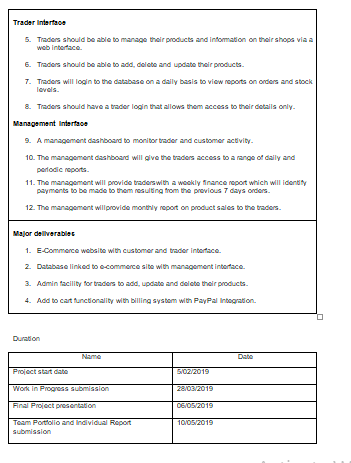 Trader Interface
5. Traders should be able to manage their products and information on their shops via a
web interface.
6. Traders should be able to add, delete and update their products.
7. Traders will login to the database on a daily basis to view reports on orders and stock
levels.
8. Traders should have a trader login that allows them access to their details only.
Management Interface
9. A management dashboard to monitor trader and customer activity.
10. The management dashboard will give the traders access to a range of daily and
periodic reports.
11. The management will provide traderswith a weekly finance report which will identify
payments to be made to them resulting from the previous 7 days orders.
12. The management willprovide monthly report on product sales to the traders.
Major deliverables
1. E-Commerce website with customer and trader interface.
2. Database linked to e-commerce site with management interface.
3. Admin facility for traders to add, update and delete their products.
4. Add to cart functionality with billing system with PayPal Integration.
Duration
Name Date
Project start date 5/02/2019
Work in Progress submission 28/03/2019
Final Project presentation 06/05/2019
Team Portfolio and Individual Report 10/05/2019
submission